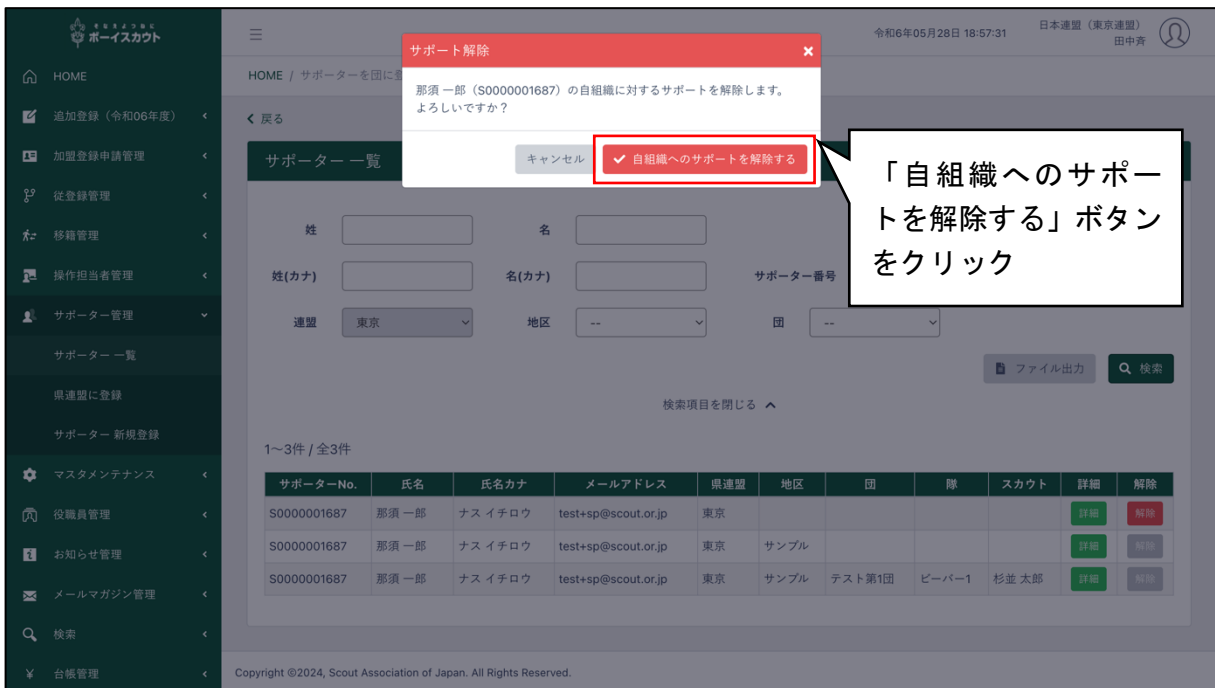 そなえよつねに
ボーイスカウト
令和6年05月28日 18:57:31
日本連盟（東京連盟）
田中斉
サポート解除
那須 一郎（S0000001687）の自組織に対するサポートを解除します。
よろしいですか？
キャンセル
自組織へのサポートを解除する
「自組織へのサポー
トを解除する」ボタン
をクリック
HOME
追加登録（令和06年度）
加盟登録申請管理
従登録管理
移籍管理
操作担当者管理
サポーター管理
サポーター 一覧
県連盟に登録
サポーター 新規登録
マスタメンテナンス
役職員管理
お知らせ管理
メールマガジン管理
検索
台帳管理
HOME / サポーターを団に
戻る
サポーター 一覧
姓 名
姓(カナ) 名(カナ) サポーター番号
連盟 東京 地区 -- 団 --
ファイル出力 検索
検索項目を閉じる
1～3件 / 全3件
サポーターNo. 氏名 氏名カナ メールアドレス 県連盟 地区 団 隊 スカウト 詳細 解除
S0000001687 那須 一郎 ナス イチロウ test+sp@scout.or.jp 東京 詳細 解除
S0000001687 那須 一郎 ナス イチロウ test+sp@scout.or.jp 東京 サンプル 詳細 解除
S0000001687 那須 一郎 ナス イチロウ test+sp@scout.or.jp 東京 サンプル テスト第1団 ビーバー1 杉並 太郎 詳細 解除
Copyright ©2024, Scout Association of Japan. All Rights Reserved.